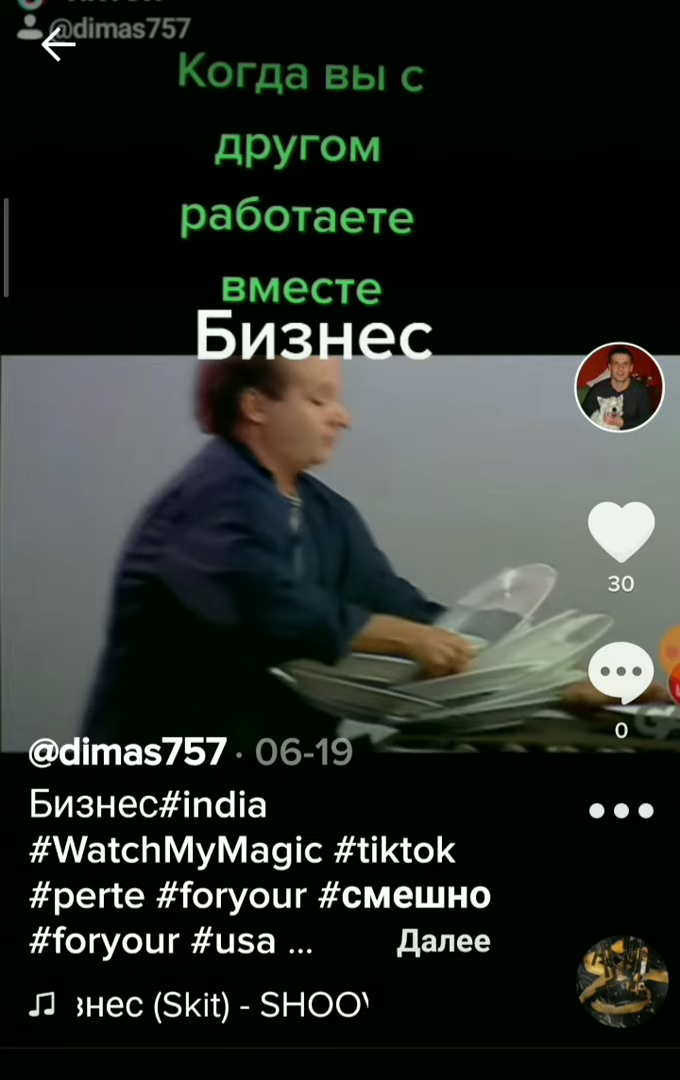 @dimas757
Когда вы с
другом
работаете
вместе
Бизнес
30
0
@dimas757 · 06-19
Бизнес#india
#WatchMyMagic #tiktok
#perte #foryour #смешно
#foryour #usa ... Далее
знес (Skit) - SHOO